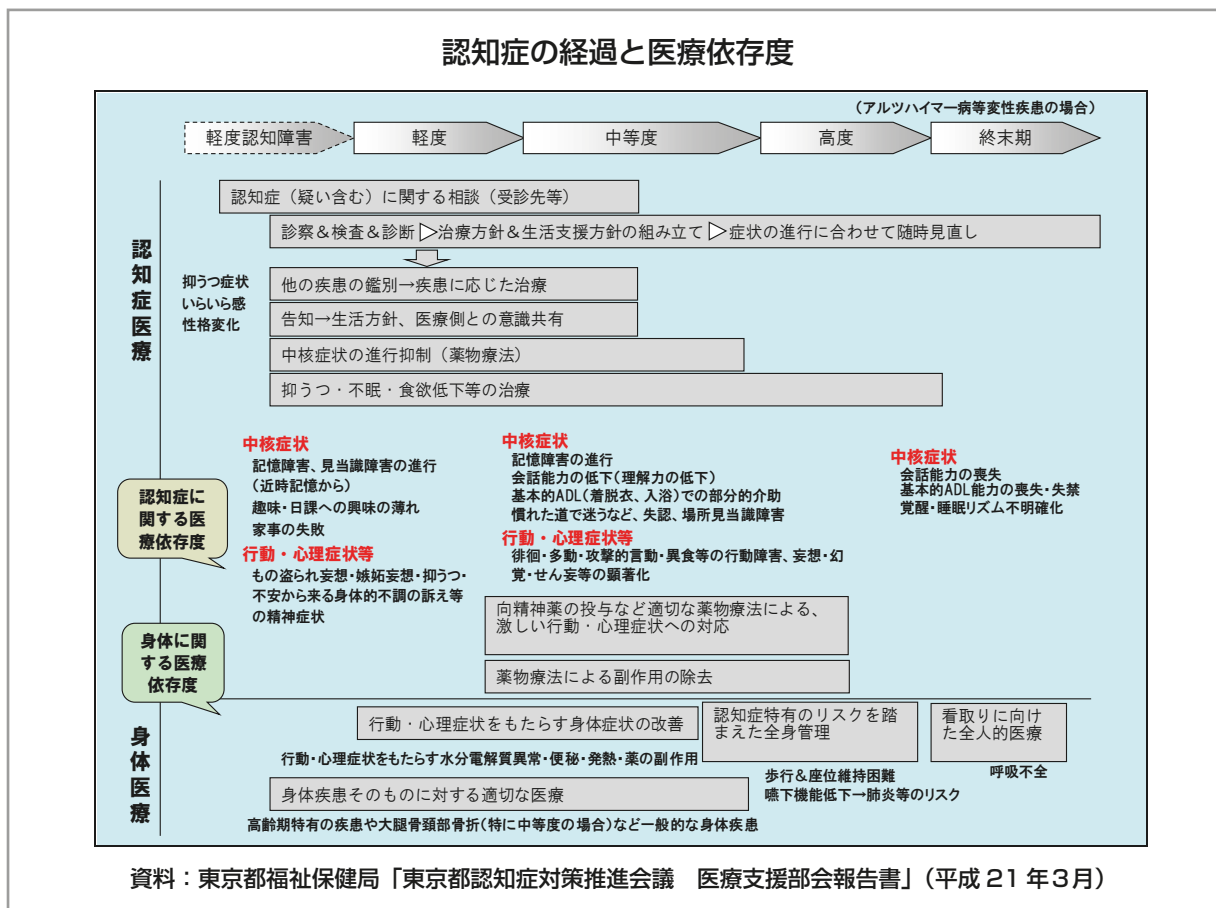 認知症の経過と医療依存度
（アルツハイマー病等変性疾患の場合）
軽度認知障害
軽度
中等度
高度
終末期
認知症医療
認知症（疑い含む）に関する相談（受診先等）
診察＆検査＆診断▷治療方針＆生活支援方針の組み立て▷症状の進行に合わせて随時見直し
抑うつ症状
いらいら感
性格変化
他の疾患の鑑別→疾患に応じた治療
告知→生活方針、医療側との意識共有
中核症状の進行抑制（薬物療法）
抑うつ・不眠・食欲低下等の治療
認知症に
関する医
療依存度
中核症状
記憶障害、見当識障害の進行
（近時記憶から）
趣味・日課への興味の薄れ
家事の失敗
行動・心理症状等
もの盗られ妄想・嫉妬妄想・抑うつ・
不安から来る身体的不調の訴え等
の精神症状
中核症状
記憶障害の進行
会話能力の低下（理解力の低下）
基本的ADL（着脱衣、入浴）での部分的介助
慣れた道で迷うなど、失認、場所見当識障害
行動・心理症状等
徘徊・多動・攻撃的言動・異食等の行動障害、妄想・幻
覚・せん妄等の顕著化
中核症状
会話能力の喪失
基本的ADL能力の喪失・失禁
覚醒・睡眠リズム不明確化
向精神薬の投与など適切な薬物療法による、
激しい行動・心理症状への対応
薬物療法による副作用の除去
身体に関
する医療
依存度
身体医療
行動・心理症状をもたらす身体症状の改善
行動・心理症状をもたらす水分電解質異常・便秘・発熱・薬の副作用
認知症特有のリスクを踏
まえた全身管理
看取りに向け
た全人的医療
呼吸不全
歩行＆座位維持困難
嚥下機能低下→肺炎等のリスク
身体疾患そのものに対する適切な医療
高齢期特有の疾患や大腿骨頚部骨折（特に中等度の場合）など一般的な身体疾患
資料：東京都福祉保健局「東京都認知症対策推進会議　医療支援部会報告書」（平成21年3月）